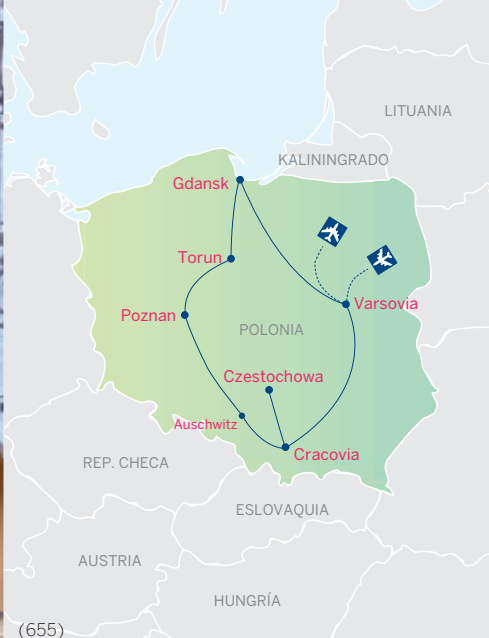 LITUANIA
KALININGRADO
Gdansk
Torun
Varsovia
Poznan
POLONIA
Czestochowa
Auschwitz
Cracovia
REP. CHECA
ESLOVAQUIA
AUSTRIA
HUNGRÍA
(655)